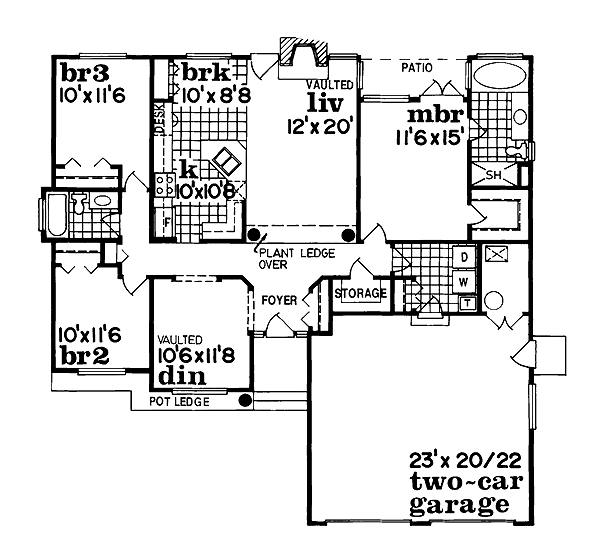 br3
10'x11'6
brk
10'x8'8
DESK
VAULTED
liv
12'x20'
PATIO
mbr
11'6x15'
SH
k
10'x10'8
F
PLANT LEDGE
OVER
FOYER
STORAGE
D
W
T
10'x11'6
br2
VAULTED
10'6x11'8
din
POT LEDGE
23'x20/22
two~car
garage